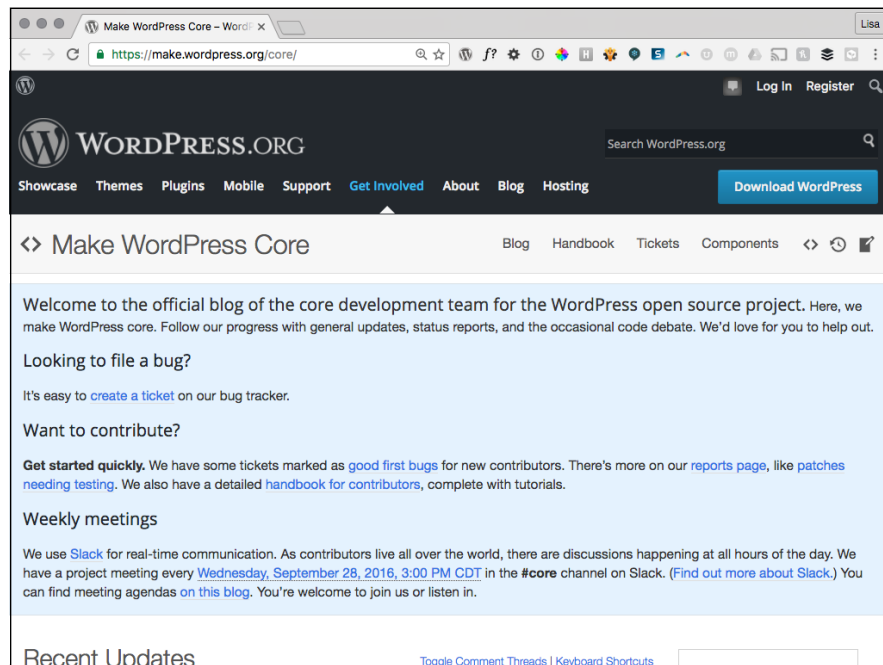 Make WordPress Core – WordP
Lisa
https://make.wordpress.org/core/
Log In Register
WORDPRESS.ORG
Search WordPress.org
Showcase Themes Plugins Mobile Support Get Involved About Blog Hosting
Download WordPress
Make WordPress Core
Blog Handbook Tickets Components
Welcome to the official blog of the core development team for the WordPress open source project. Here, we
make WordPress core. Follow our progress with general updates, status reports, and the occasional code debate. We'd love for you to help out.
Looking to file a bug?
It's easy to create a ticket on our bug tracker.
Want to contribute?
Get started quickly. We have some tickets marked as good first bugs for new contributors. There's more on our reports page, like patches
needing testing. We also have a detailed handbook for contributors, complete with tutorials.
Weekly meetings
We use Slack for real-time communication. As contributors live all over the world, there are discussions happening at all hours of the day. We
have a project meeting every Wednesday, September 28, 2016, 3:00 PM CDT in the #core channel on Slack. (Find out more about Slack.) You
can find meeting agendas on this blog. You're welcome to join us or listen in.
Recent Updates
Toggle Comment Threads | Keyboard Shortcuts